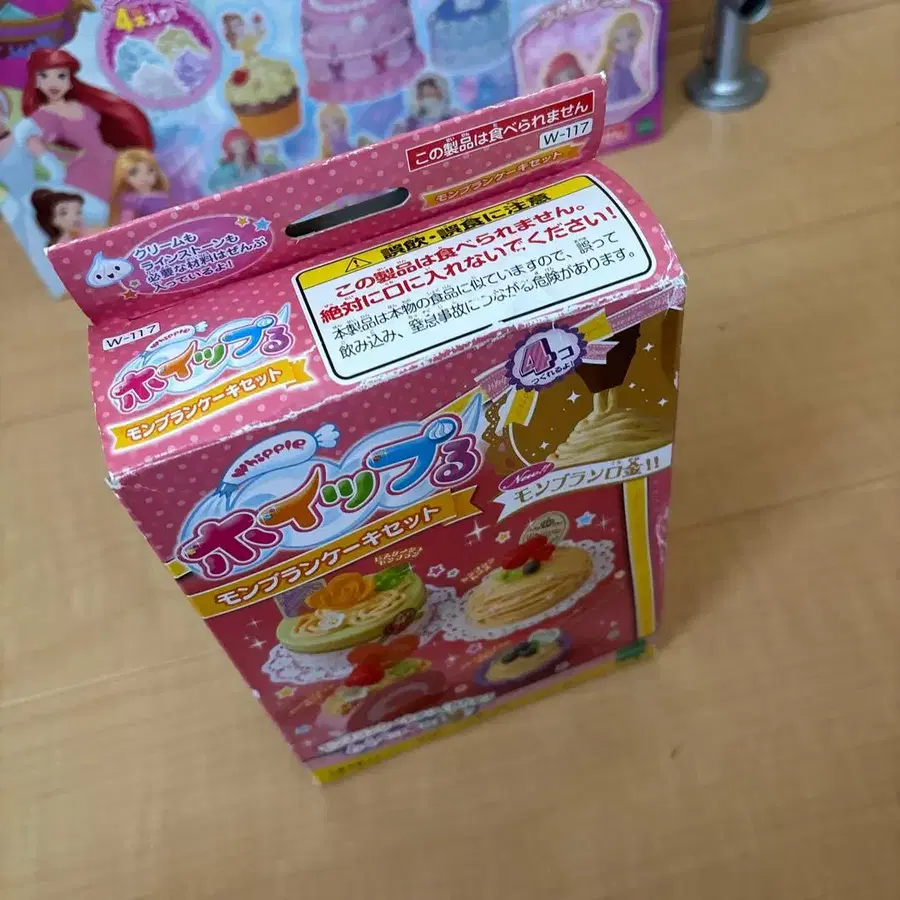 4本入り!
この製品は食べられません
W-117
モンブランケーキセット
クリームも
ラインストーンも
必要な材料はぜんぶ
入っているよ!
誤飲・誤食に注意
この製品は食べられません。
絶対に口に入れないでください!
本製品は本物の食品に似ていますので、誤って
飲み込み、窒息事故につながる危険があります。
W-117
Whipple
ホイップる
モンブランケーキセット
4コ
つくれるよ!
Whipple
ホイップる
モンブランケーキセット
New!!
モンブラン口金!!